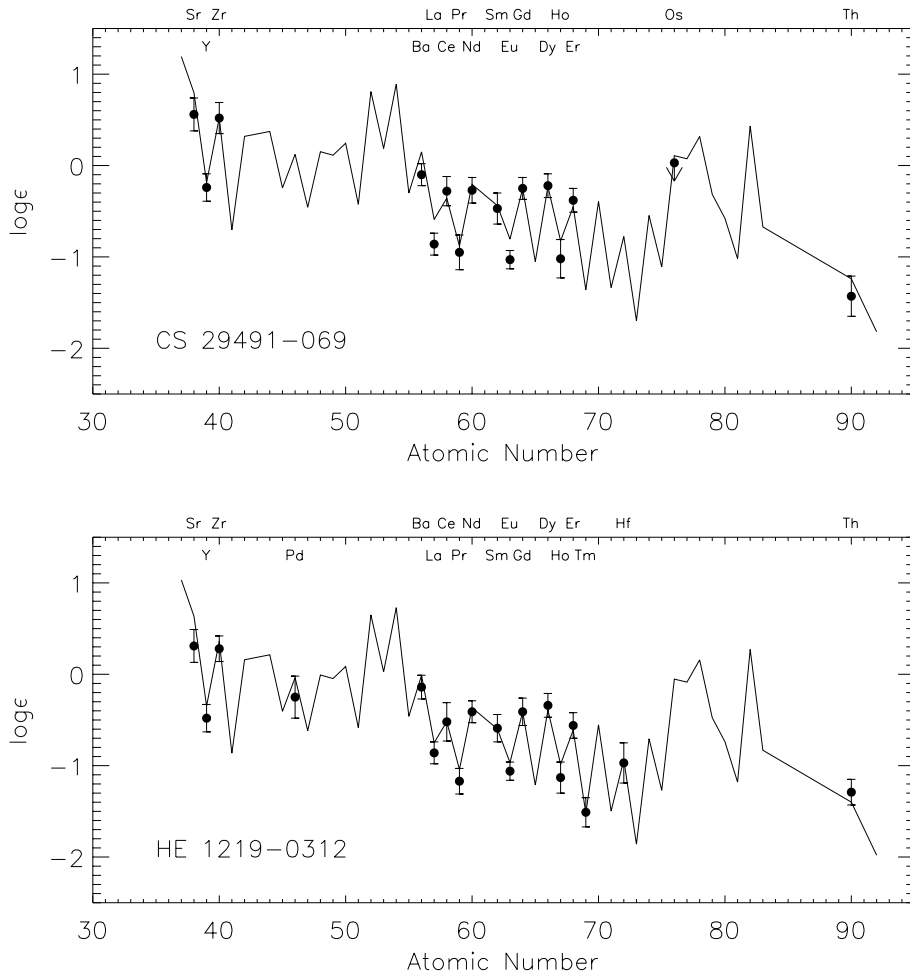 Sr Zr La Pr Sm Gd Ho Os Th
Y Ba Ce Nd Eu Dy Er
1
0
−1
−2
logϵ
CS 29491−069
30 40 50 60 70 80 90
Atomic Number
Sr Zr Ba Ce Nd Eu Dy Er Hf Th
Y Pd La Pr Sm Gd Ho Tm
1
0
−1
−2
logϵ
HE 1219−0312
30 40 50 60 70 80 90
Atomic Number